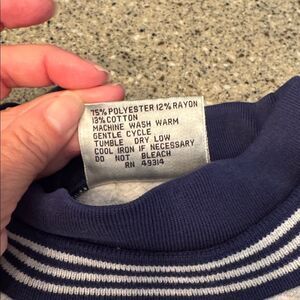 75% POLYESTER 12% RAYON
13% COTTON
MACHINE WASH WARM
GENTLE CYCLE
TUMBLE DRY LOW
COOL IRON IF NECESSARY
DO NOT BLEACH
RN 49314